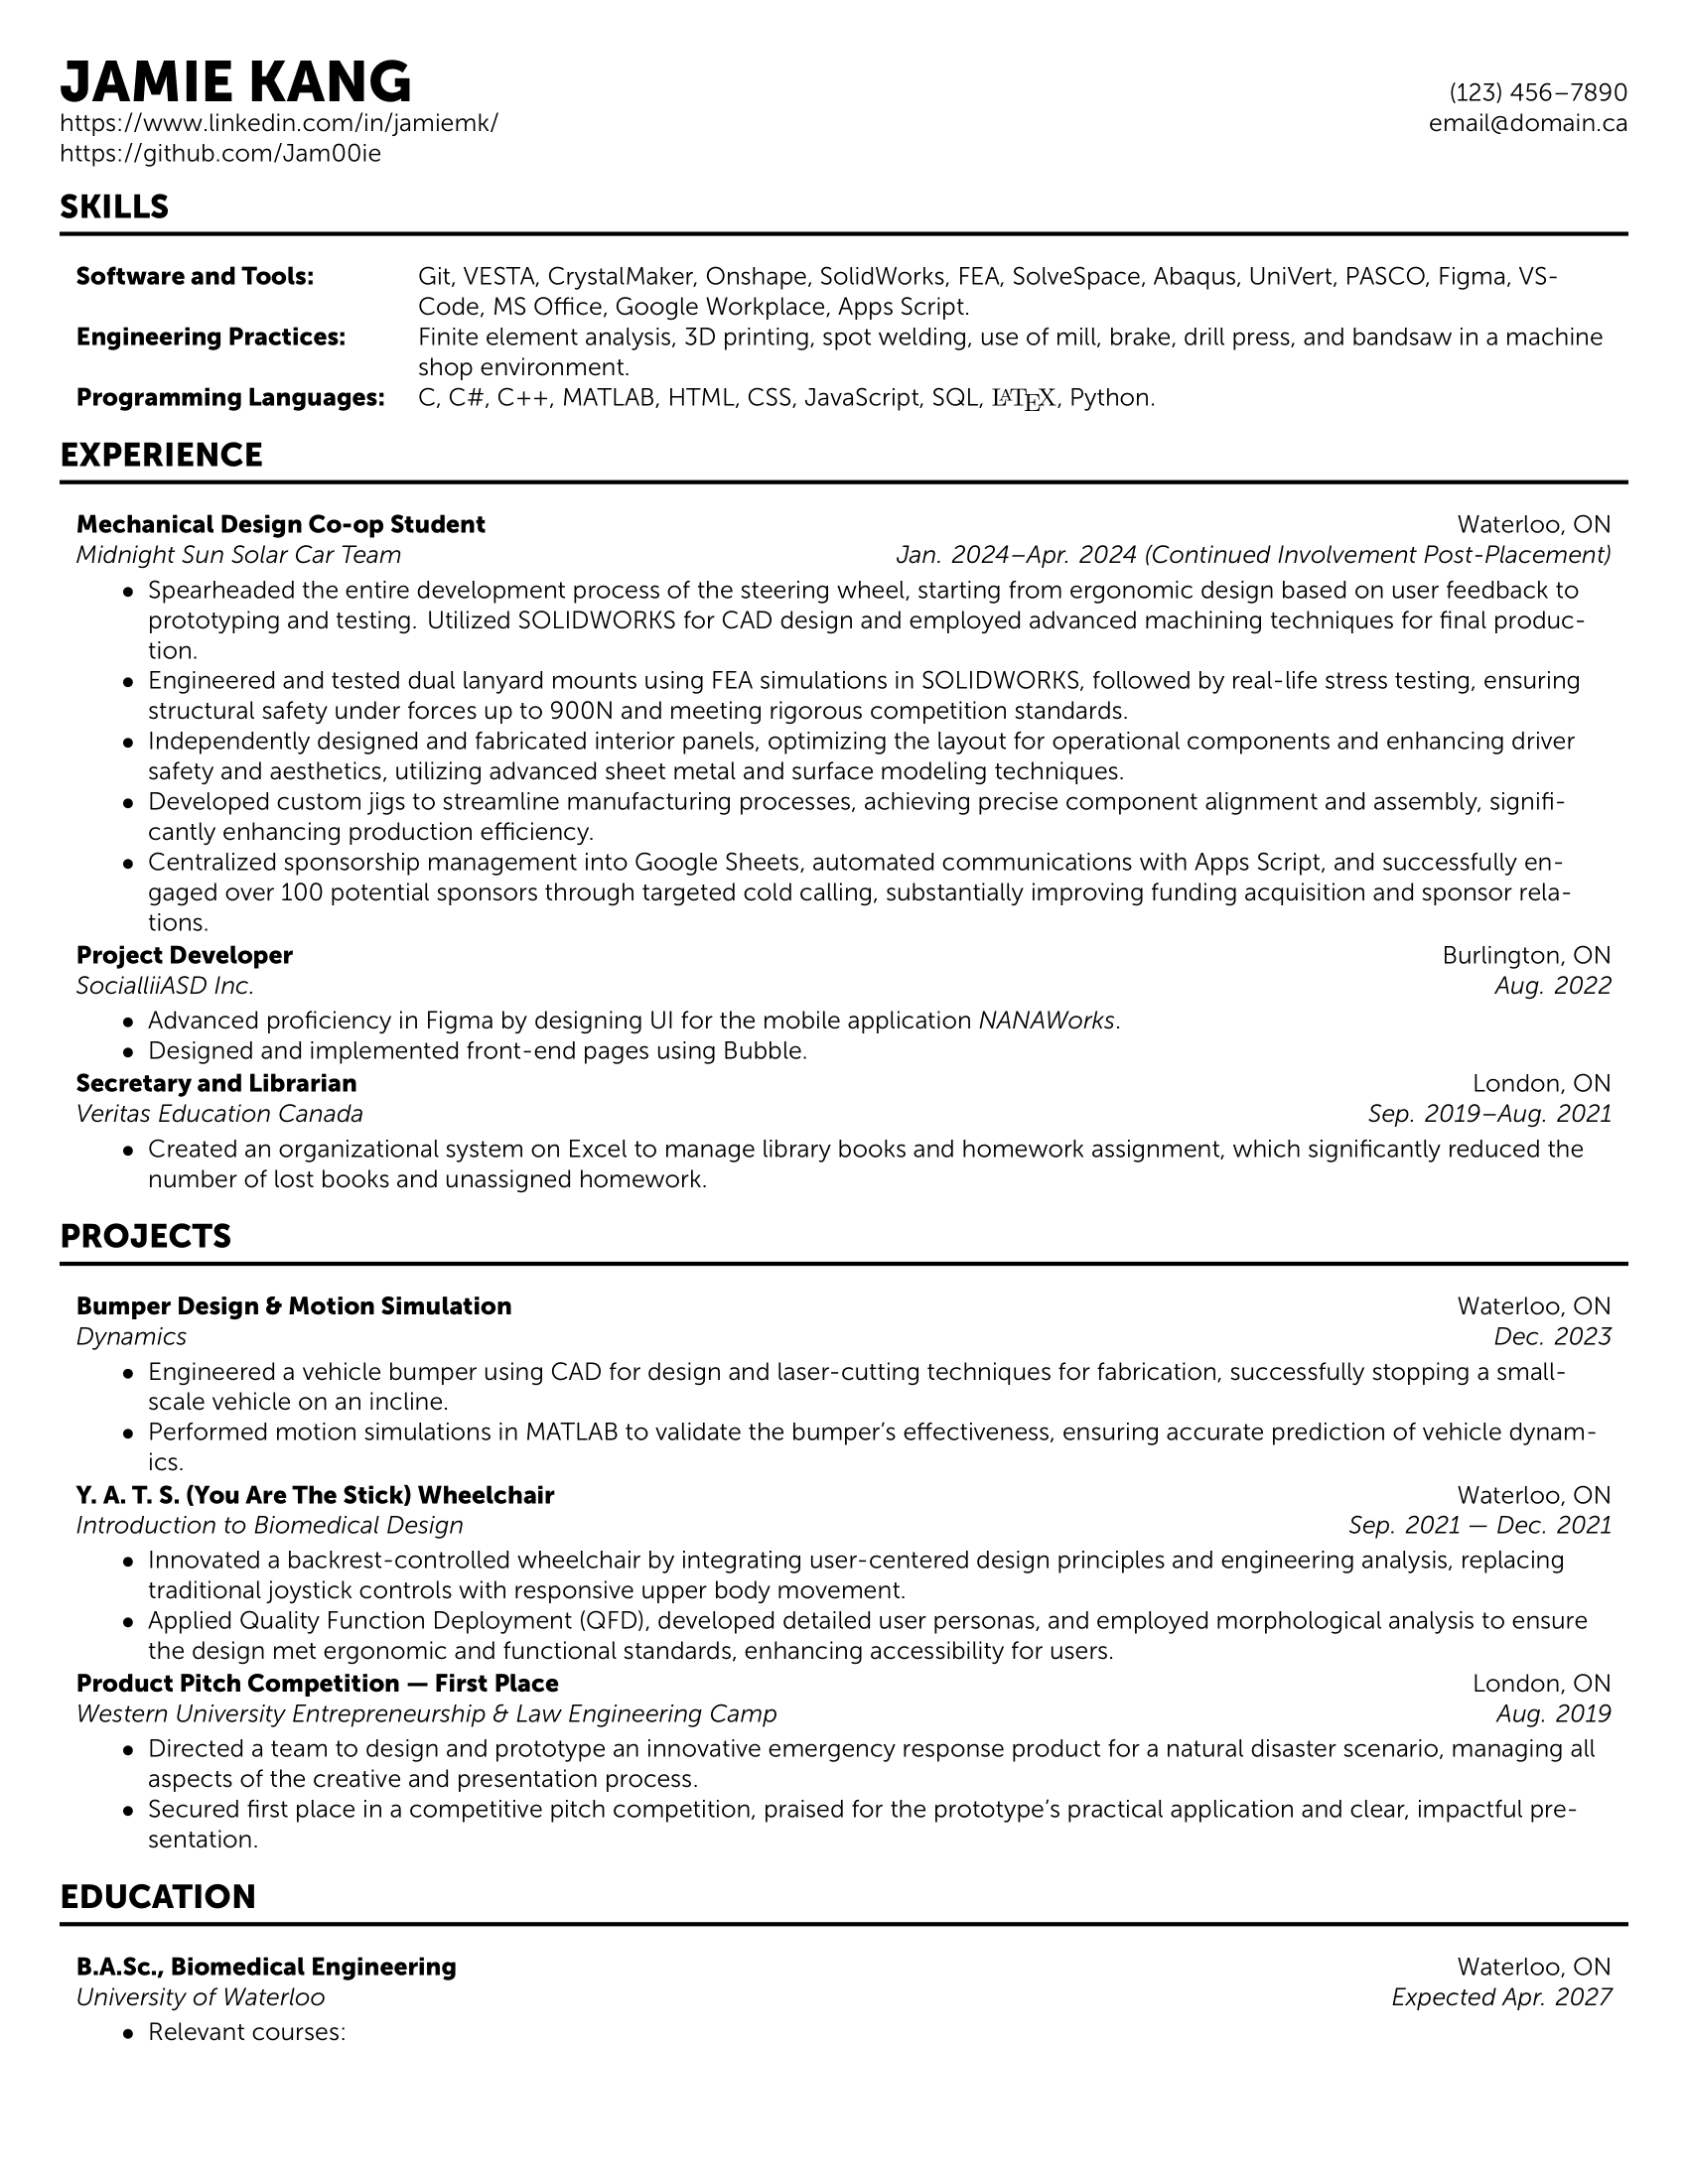 JAMIE KANG
(123) 456–7890
https://www.linkedin.com/in/jamiemk/
email@domain.ca
https://github.com/Jam00ie
SKILLS
Software and Tools: Git, VESTA, CrystalMaker, Onshape, SolidWorks, FEA, SolveSpace, Abaqus, UniVert, PASCO, Figma, VS-
Code, MS Office, Google Workplace, Apps Script.
Engineering Practices: Finite element analysis, 3D printing, spot welding, use of mill, brake, drill press, and bandsaw in a machine
shop environment.
Programming Languages: C, C#, C++, MATLAB, HTML, CSS, JavaScript, SQL, LATEX, Python.
EXPERIENCE
Mechanical Design Co-op Student Waterloo, ON
Midnight Sun Solar Car Team Jan. 2024–Apr. 2024 (Continued Involvement Post-Placement)
• Spearheaded the entire development process of the steering wheel, starting from ergonomic design based on user feedback to
prototyping and testing. Utilized SOLIDWORKS for CAD design and employed advanced machining techniques for final produc-
tion.
• Engineered and tested dual lanyard mounts using FEA simulations in SOLIDWORKS, followed by real-life stress testing, ensuring
structural safety under forces up to 900N and meeting rigorous competition standards.
• Independently designed and fabricated interior panels, optimizing the layout for operational components and enhancing driver
safety and aesthetics, utilizing advanced sheet metal and surface modeling techniques.
• Developed custom jigs to streamline manufacturing processes, achieving precise component alignment and assembly, signifi-
cantly enhancing production efficiency.
• Centralized sponsorship management into Google Sheets, automated communications with Apps Script, and successfully en-
gaged over 100 potential sponsors through targeted cold calling, substantially improving funding acquisition and sponsor rela-
tions.
Project Developer Burlington, ON
SocialliiASD Inc. Aug. 2022
• Advanced proficiency in Figma by designing UI for the mobile application NANAWorks.
• Designed and implemented front-end pages using Bubble.
Secretary and Librarian London, ON
Veritas Education Canada Sep. 2019–Aug. 2021
• Created an organizational system on Excel to manage library books and homework assignment, which significantly reduced the
number of lost books and unassigned homework.
PROJECTS
Bumper Design & Motion Simulation Waterloo, ON
Dynamics Dec. 2023
• Engineered a vehicle bumper using CAD for design and laser-cutting techniques for fabrication, successfully stopping a small-
scale vehicle on an incline.
• Performed motion simulations in MATLAB to validate the bumper's effectiveness, ensuring accurate prediction of vehicle dynam-
ics.
Y. A. T. S. (You Are The Stick) Wheelchair Waterloo, ON
Introduction to Biomedical Design Sep. 2021 — Dec. 2021
• Innovated a backrest-controlled wheelchair by integrating user-centered design principles and engineering analysis, replacing
traditional joystick controls with responsive upper body movement.
• Applied Quality Function Deployment (QFD), developed detailed user personas, and employed morphological analysis to ensure
the design met ergonomic and functional standards, enhancing accessibility for users.
Product Pitch Competition — First Place London, ON
Western University Entrepreneurship & Law Engineering Camp Aug. 2019
• Directed a team to design and prototype an innovative emergency response product for a natural disaster scenario, managing all
aspects of the creative and presentation process.
• Secured first place in a competitive pitch competition, praised for the prototype's practical application and clear, impactful pre-
sentation.
EDUCATION
B.A.Sc., Biomedical Engineering Waterloo, ON
University of Waterloo Expected Apr. 2027
• Relevant courses: